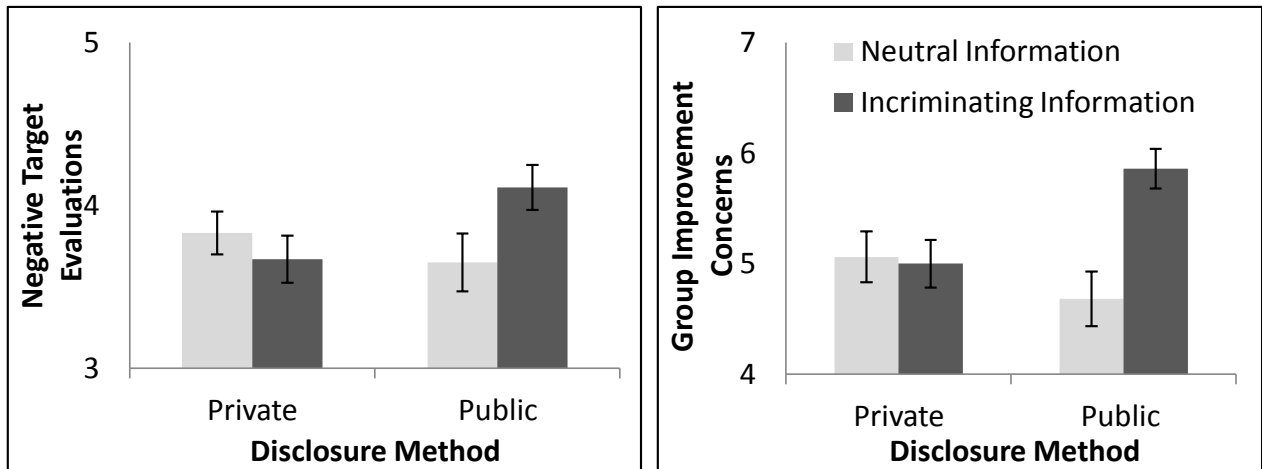 Negative Target
Evaluations
5
4
3
Private
Public
Disclosure Method
Group Improvement
Concerns
7
6
5
4
Neutral Information
Incriminating Information
Private
Public
Disclosure Method